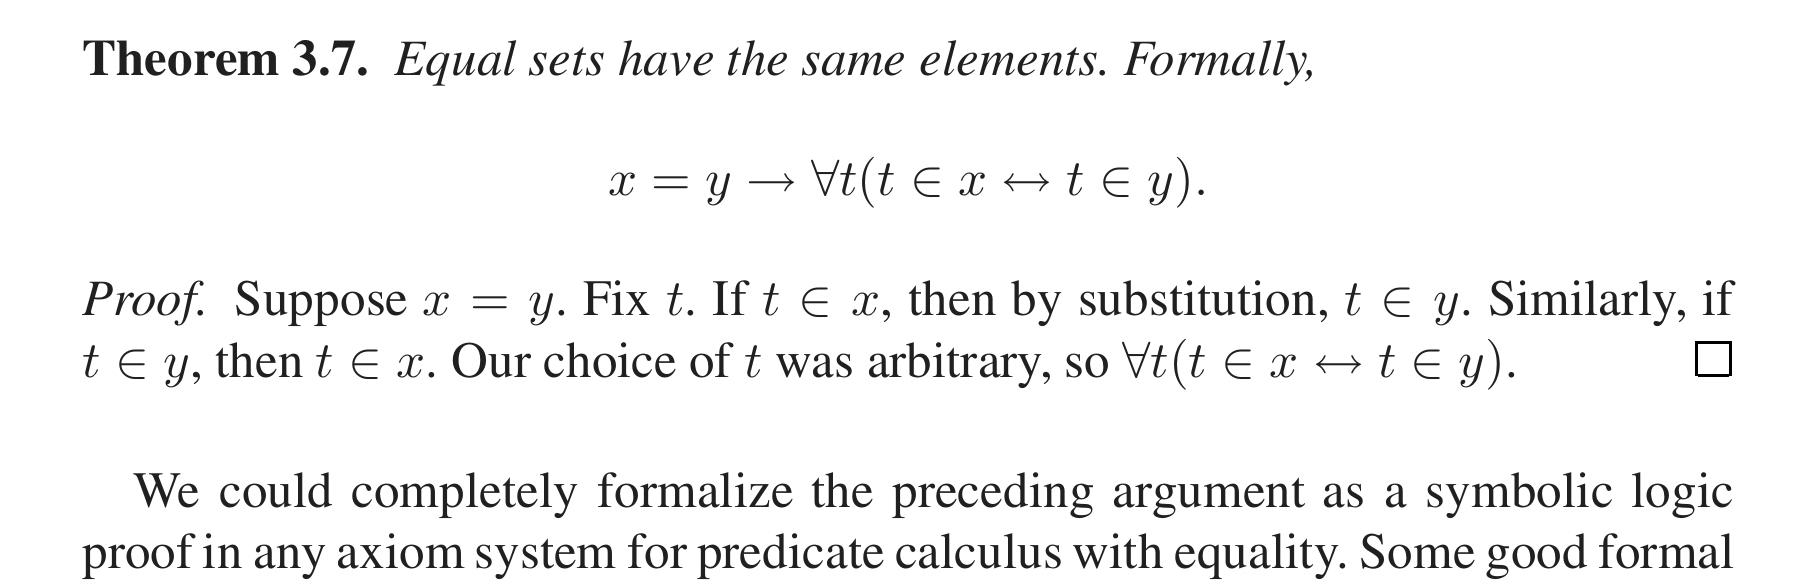 Theorem 3.7. Equal sets have the same elements. Formally,
x = y → ∀t(t ∈ x ↔ t ∈ y).
Proof. Suppose x = y. Fix t. If t ∈ x, then by substitution, t ∈ y. Similarly, if
t ∈ y, then t ∈ x. Our choice of t was arbitrary, so ∀t(t ∈ x ↔ t ∈ y). □
We could completely formalize the preceding argument as a symbolic logic
proof in any axiom system for predicate calculus with equality. Some good formal